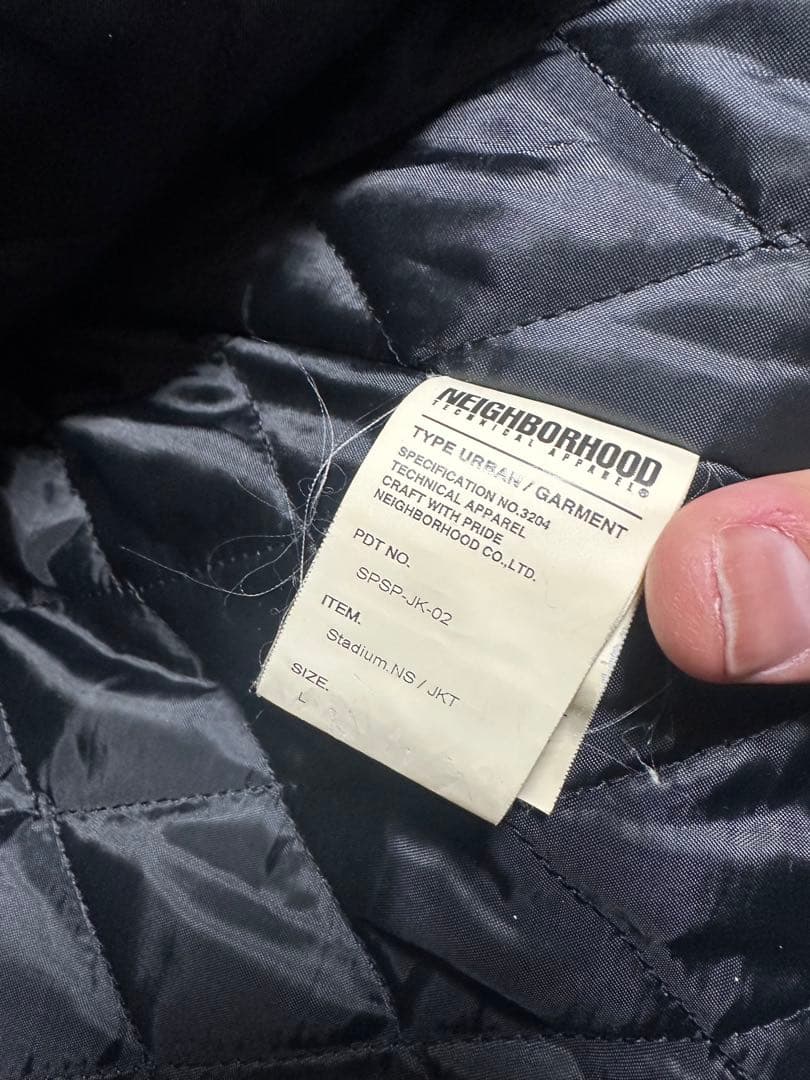 NEIGHBORHOOD
TECHNICAL APPAREL®
TYPE URBAN / GARMENT
SPECIFICATION NO.3204
TECHNICAL APPAREL
CRAFT WITH PRIDE
NEIGHBORHOOD CO.,LTD.
PDT NO.
SPSP-JK-02
ITEM.
Stadium.NS / JKT
SIZE.
L